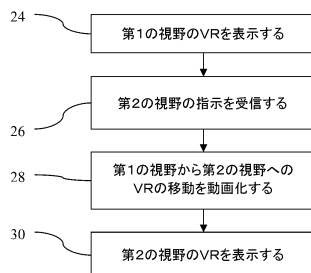 24
第1の視野のVRを表示する
第2の視野の指示を受信する
26
第1の視野から第2の視野への
VRの移動を動画化する
28
30
第2の視野のVRを表示する